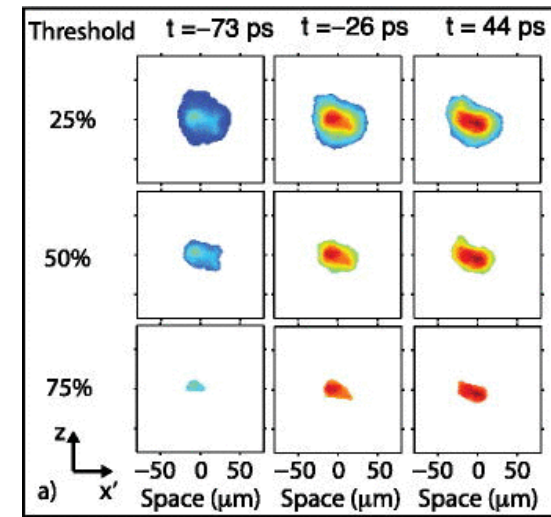 Threshold t =−73 ps t =−26 ps t = 44 ps
25%
50%
75%
z
a) x’
−50 0 50 −50 0 50 −50 0 50
Space (μm) Space (μm) Space (μm)